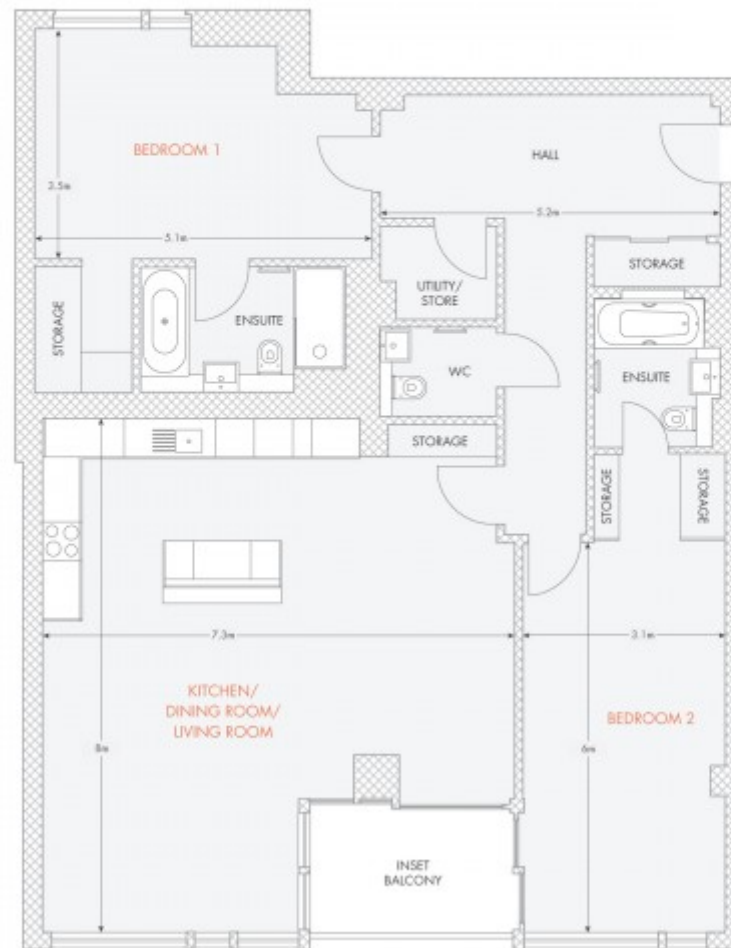 BEDROOM 1
HALL
3.5m
5.2m
5.1m
UTILITY/
STORE
STORAGE
STORAGE
ENSUITE
WC
ENSUITE
STORAGE
STORAGE
STORAGE
7.3m
3.1m
KITCHEN/
DINING ROOM/
LIVING ROOM
BEDROOM 2
8m
6m
INSET
BALCONY